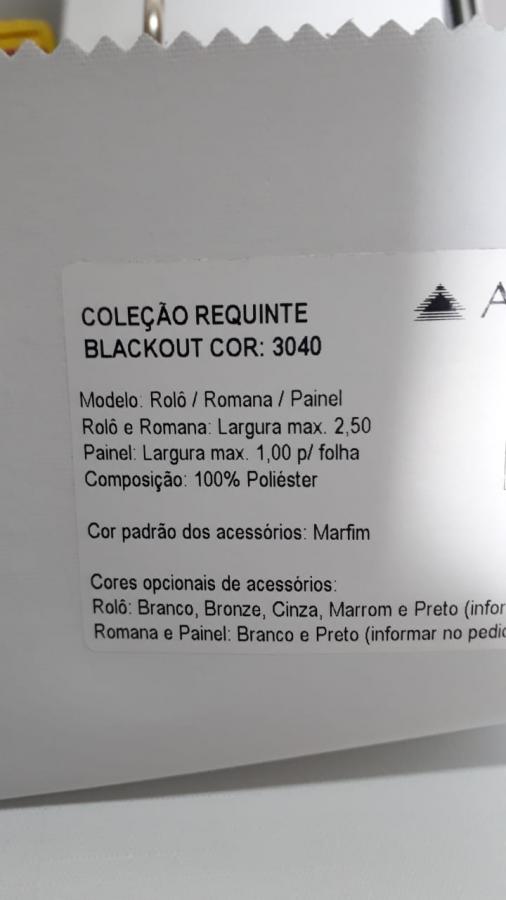 COLEÇÃO REQUINTE
BLACKOUT COR: 3040
Modelo: Rolô / Romana / Painel
Rolô e Romana: Largura max. 2,50
Painel: Largura max. 1,00 p/ folha
Composição: 100% Poliéster
Cor padrão dos acessórios: Marfim
Cores opcionais de acessórios:
Rolô: Branco, Bronze, Cinza, Marrom e Preto (infor
Romana e Painel: Branco e Preto (informar no pedid